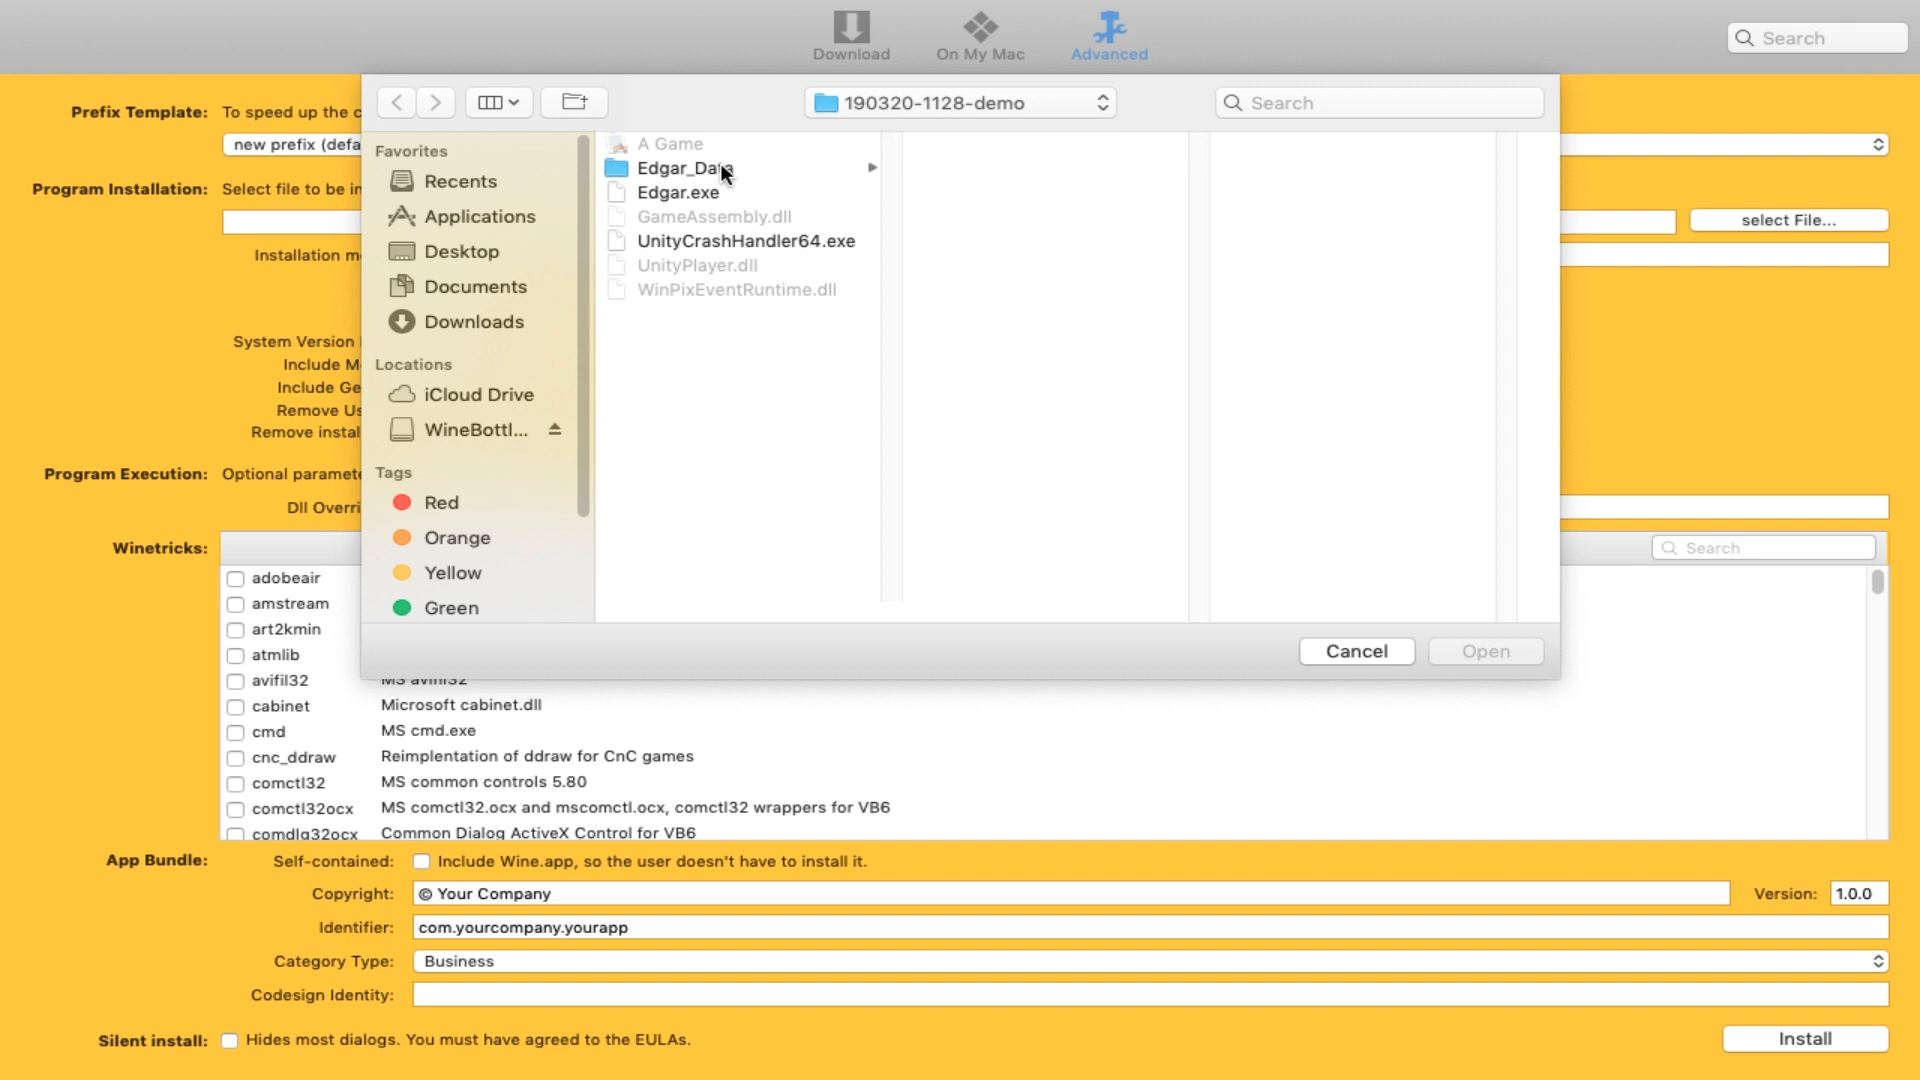 Download
On My Mac
Advanced
Search
190320-1128-demo
Search
Prefix Template:
To speed up the c
new prefix (defa
Program Installation:
Select file to be in
select File...
Installation m
System Version
Include M
Include Ge
Remove Us
Remove instal
Program Execution:
Optional paramete
Dll Overri
Winetricks:
Search
Favorites
Recents
Applications
Desktop
Documents
Downloads
Locations
iCloud Drive
WineBottl...
Tags
Red
Orange
Yellow
Green
A Game
Edgar_Data
Edgar.exe
GameAssembly.dll
UnityCrashHandler64.exe
UnityPlayer.dll
WinPixEventRuntime.dll
Cancel
Open
adobeair
amstream
art2kmin
atmlib
avifil32 MS avifil32
cabinet Microsoft cabinet.dll
cmd MS cmd.exe
cnc_ddraw Reimplentation of ddraw for CnC games
comctl32 MS common controls 5.80
comctl32ocx MS comctl32.ocx and mscomctl.ocx, comctl32 wrappers for VB6
comdlg32ocx Common Dialog ActiveX Control for VB6
App Bundle:
Self-contained: Include Wine.app, so the user doesn't have to install it.
Copyright: © Your Company
Version: 1.0.0
Identifier: com.yourcompany.yourapp
Category Type: Business
Codesign Identity:
Silent install: Hides most dialogs. You must have agreed to the EULAs.
Install